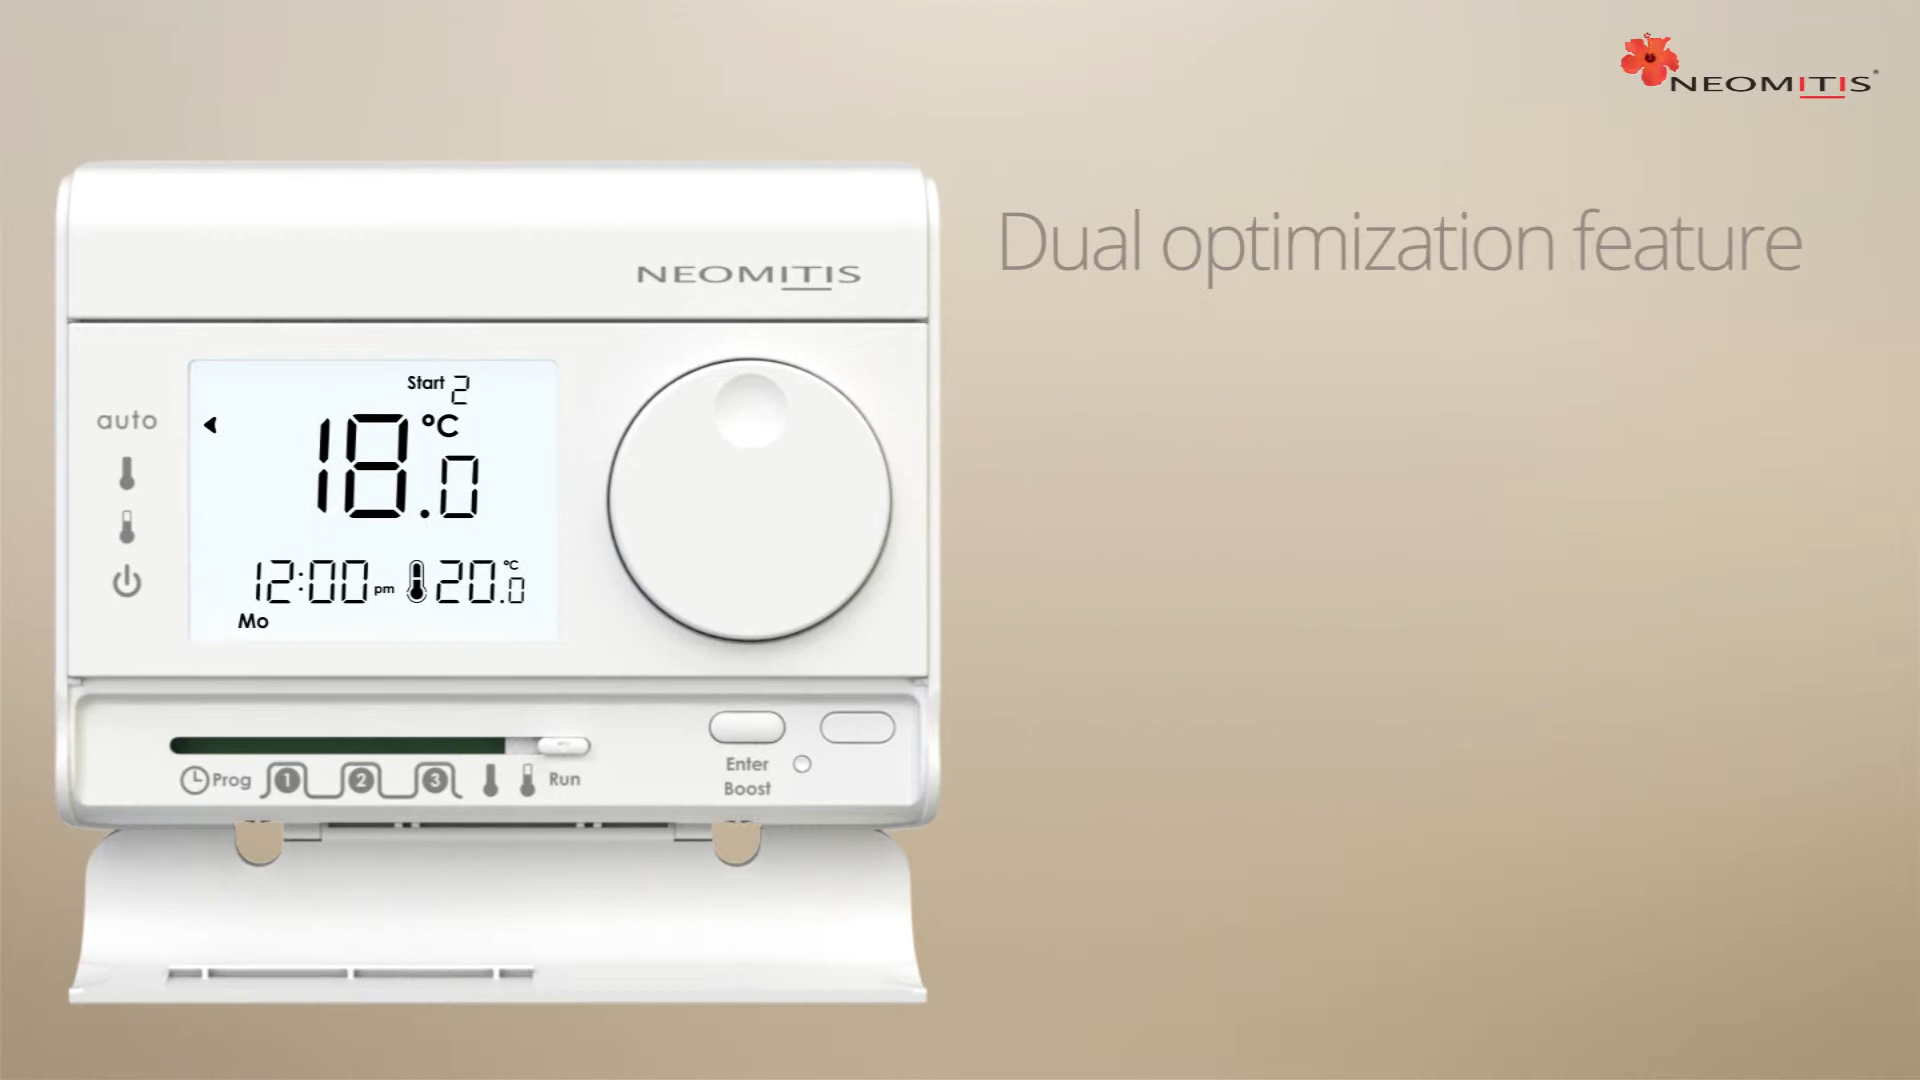 NEOMITIS®
Dual optimization feature
NEOMITIS
Start 2
auto
18.0 °C
12:00 pm 20.0 °C
Mo
Prog 1 2 3 Run
Enter
Boost